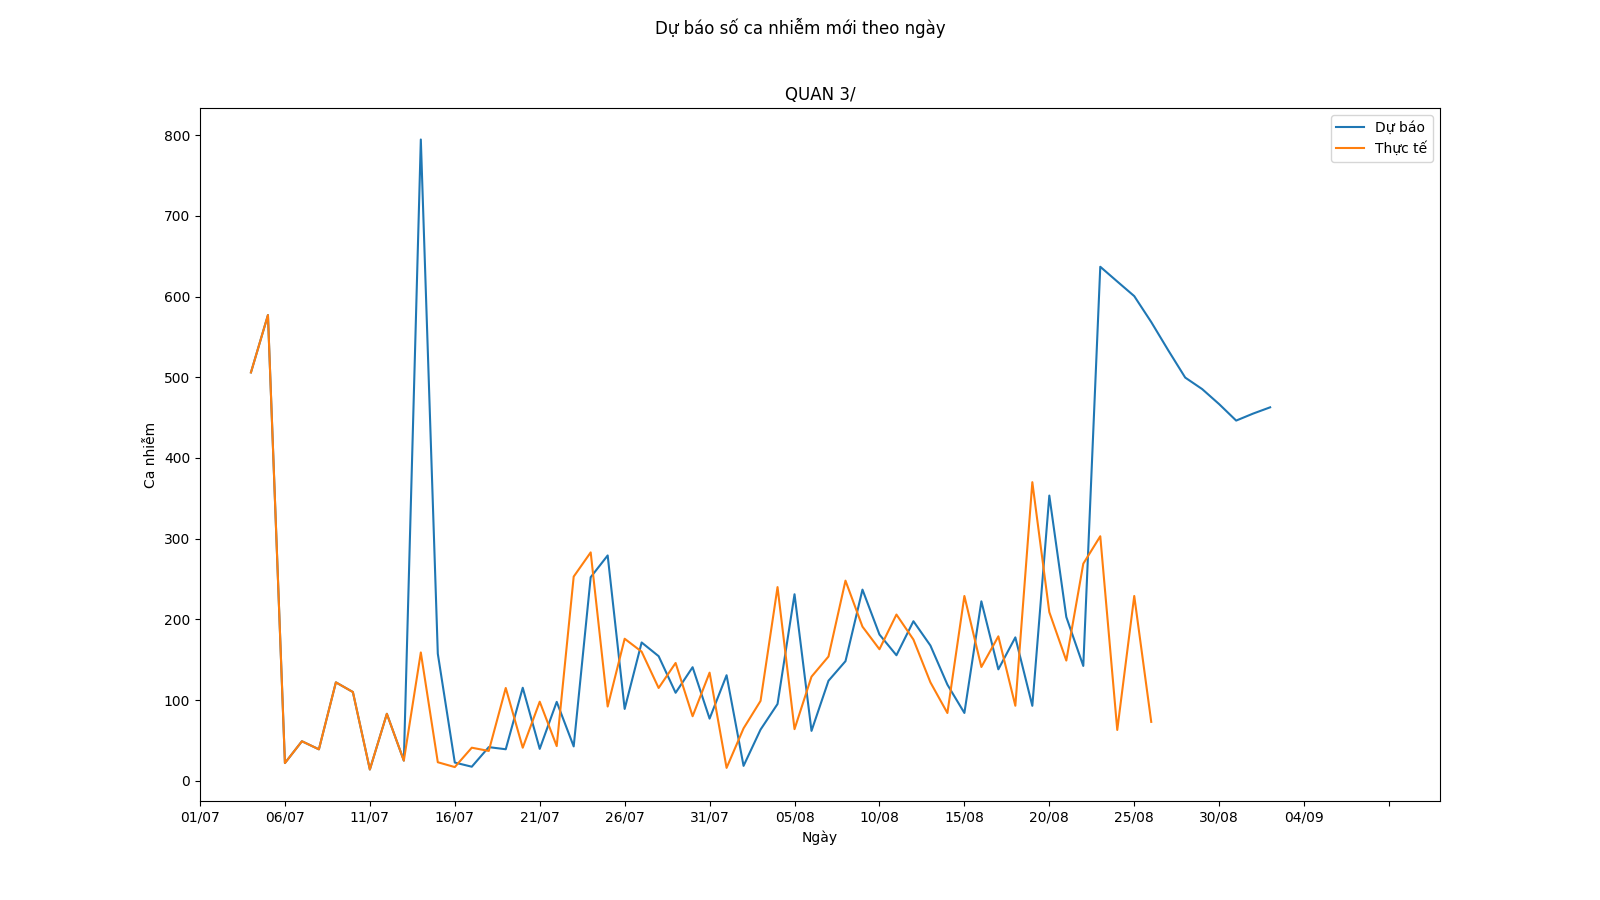 Dự báo số ca nhiễm mới theo ngày
QUAN 3/
Dự báo
Thực tế
800
700
600
500
400
300
200
100
0
Ca nhiễm
01/07 06/07 11/07 16/07 21/07 26/07 31/07 05/08 10/08 15/08 20/08 25/08 30/08 04/09
Ngày